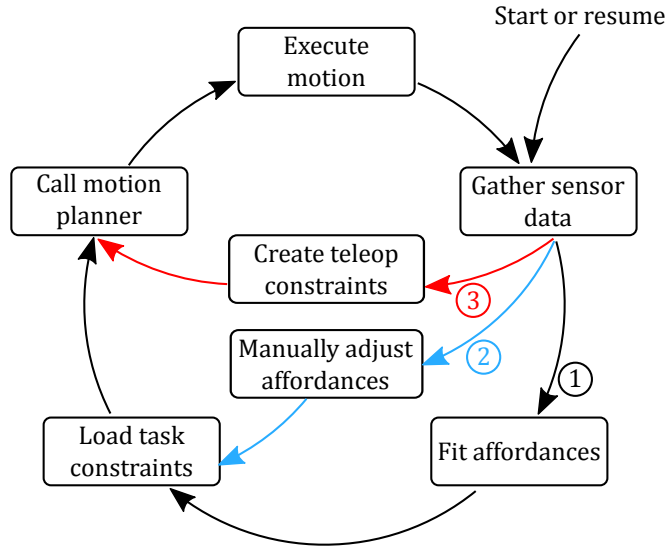 Start or resume
Execute
motion
Call motion
planner
Gather sensor
data
Create teleop
constraints
3
Manually adjust
affordances
2
1
Load task
constraints
Fit affordances